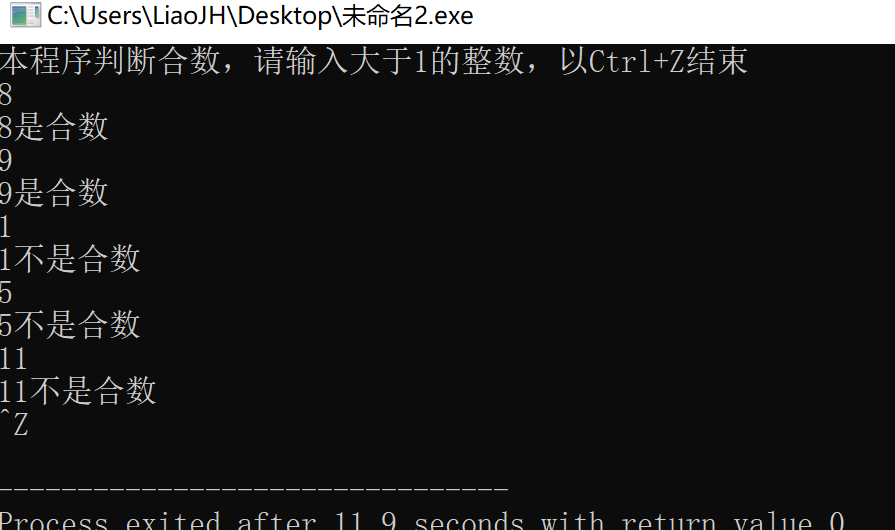 C:\Users\LiaoJH\Desktop\未命名2.exe
本程序判断合数，请输入大于1的整数，以Ctrl+Z结束
8
8是合数
9
9是合数
1
1不是合数
5
5不是合数
11
11不是合数
^Z
--------------------------------
Process exited after 11.9 seconds with return value 0